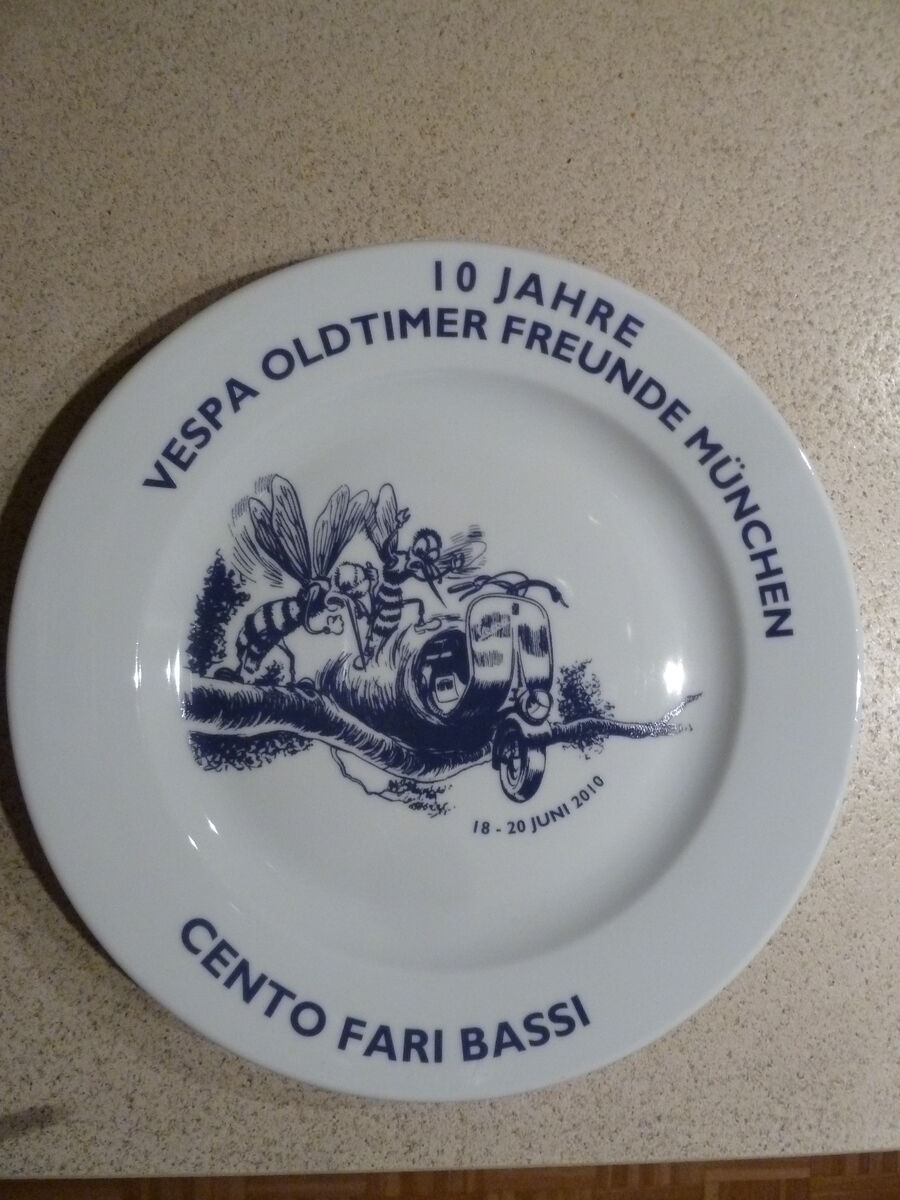 10 JAHRE
VESPA OLDTIMER FREUNDE MÜNCHEN
18 - 20 JUNI 2010
CENTO FARI BASSI